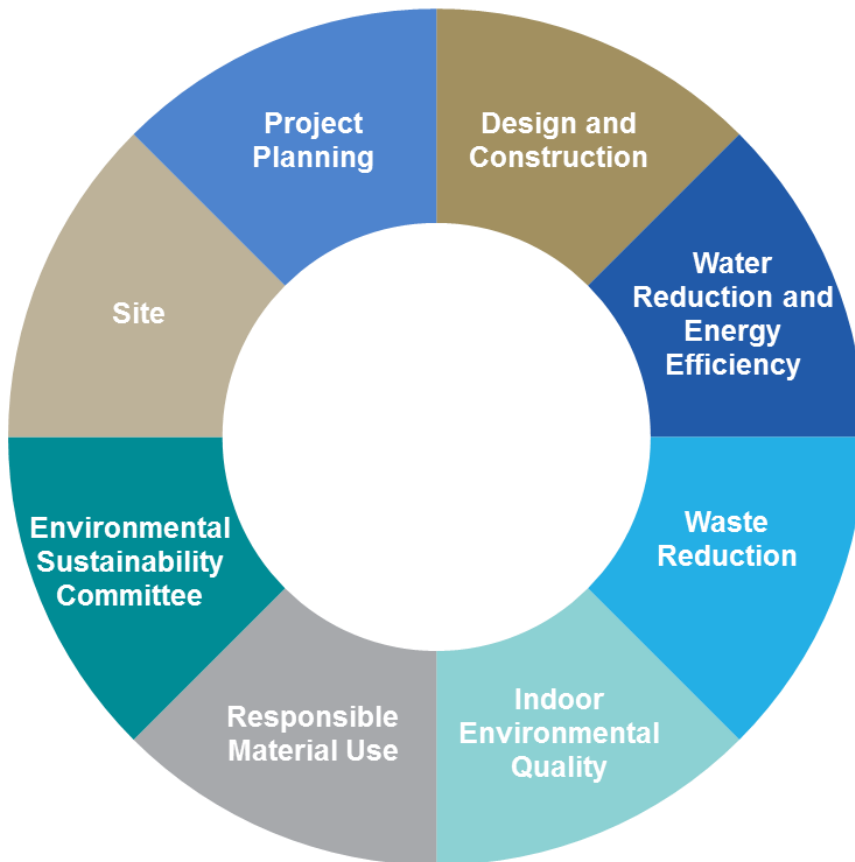 Project
Planning
Design and
Construction
Water
Reduction and
Energy
Efficiency
Waste
Reduction
Indoor
Environmental
Quality
Responsible
Material Use
Environmental
Sustainability
Committee
Site